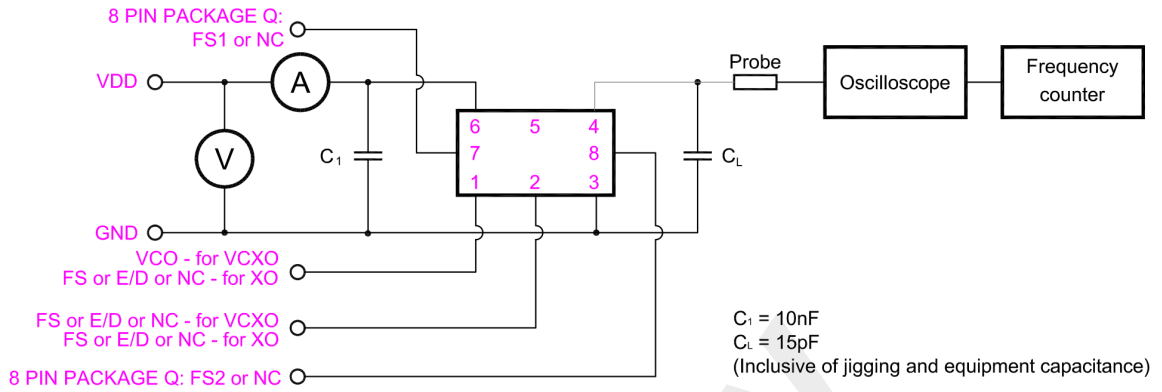 8 PIN PACKAGE Q:
FS1 or NC
VDD
A
V
C1
6 5 4
7 8
1 2 3
Probe
Oscilloscope
Frequency
counter
CL
GND
VCO - for VCXO
FS or E/D or NC - for XO
FS or E/D or NC - for VCXO
FS or E/D or NC - for XO
8 PIN PACKAGE Q: FS2 or NC
C1 = 10nF
CL = 15pF
(Inclusive of jigging and equipment capacitance)